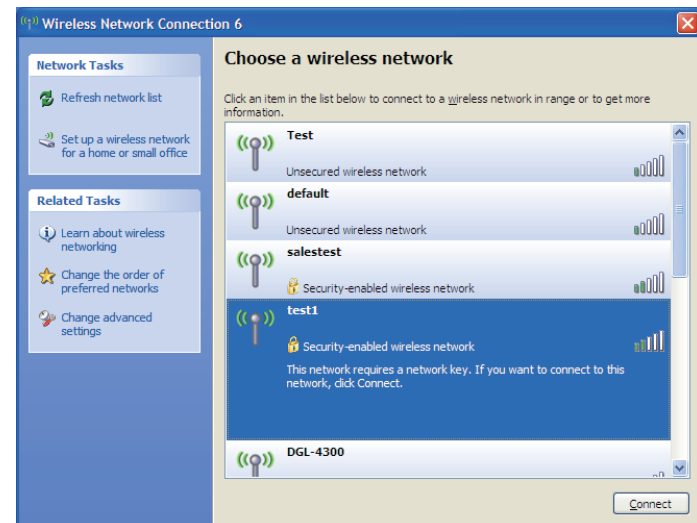 Wireless Network Connection 6
Network Tasks
Refresh network list
Set up a wireless network
for a home or small office
Related Tasks
Learn about wireless
networking
Change the order of
preferred networks
Change advanced
settings
Choose a wireless network
Click an item in the list below to connect to a wireless network in range or to get more
information.
Test
Unsecured wireless network
default
Unsecured wireless network
salestest
Security-enabled wireless network
test1
Security-enabled wireless network
This network requires a network key. If you want to connect to this
network, click Connect.
DGL-4300
Connect